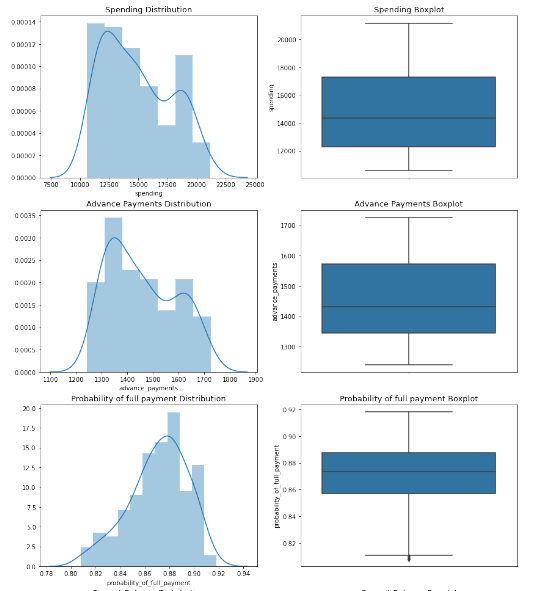 Spending Distribution
Spending Boxplot
0.00014
0.00012
0.00010
0.00008
0.00006
0.00004
0.00002
0.00000
7500 10000 12500 15000 17500 20000 22500 25000
spending
20000
18000
16000
14000
12000
spending
Advance Payments Distribution
Advance Payments Boxplot
0.0035
0.0030
0.0025
0.0020
0.0015
0.0010
0.0005
0.0000
1100 1200 1300 1400 1500 1600 1700 1800 1900
advance_payments
1700
1600
1500
1400
1300
advance_payments
Probability of full payment Distribution
Probability of full payment Boxplot
20.0
17.5
15.0
12.5
10.0
7.5
5.0
2.5
0.0
0.78 0.80 0.82 0.84 0.86 0.88 0.90 0.92 0.94
probability_of_full_payment
0.92
0.90
0.88
0.86
0.84
0.82
probability_of_full_payment